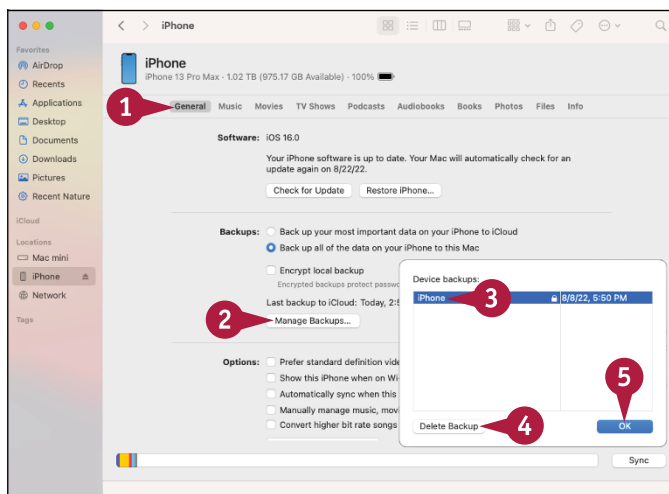 iPhone
Favorites
AirDrop
Recents
Applications
Desktop
Documents
Downloads
Pictures
Recent Nature
iCloud
Locations
Mac mini
iPhone
Network
Tags
iPhone
iPhone 13 Pro Max · 1.02 TB (975.17 GB Available) · 100%
1
General Music Movies TV Shows Podcasts Audiobooks Books Photos Files Info
Software: iOS 16.0
Your iPhone software is up to date. Your Mac will automatically check for an
update again on 8/22/22.
Check for Update Restore iPhone...
Backups: Back up your most important data on your iPhone to iCloud
Back up all of the data on your iPhone to this Mac
Encrypt local backup
Encrypted backups protect
Last backup to iCloud: Today,
2
Manage Backups...
Options: Prefer standard definition
Show this iPhone when on
Automatically sync when this
Manually manage music,
Convert higher bit rate songs
Device backups:
iPhone 3 8/8/22, 5:50 PM
5
Delete Backup 4 OK
Sync